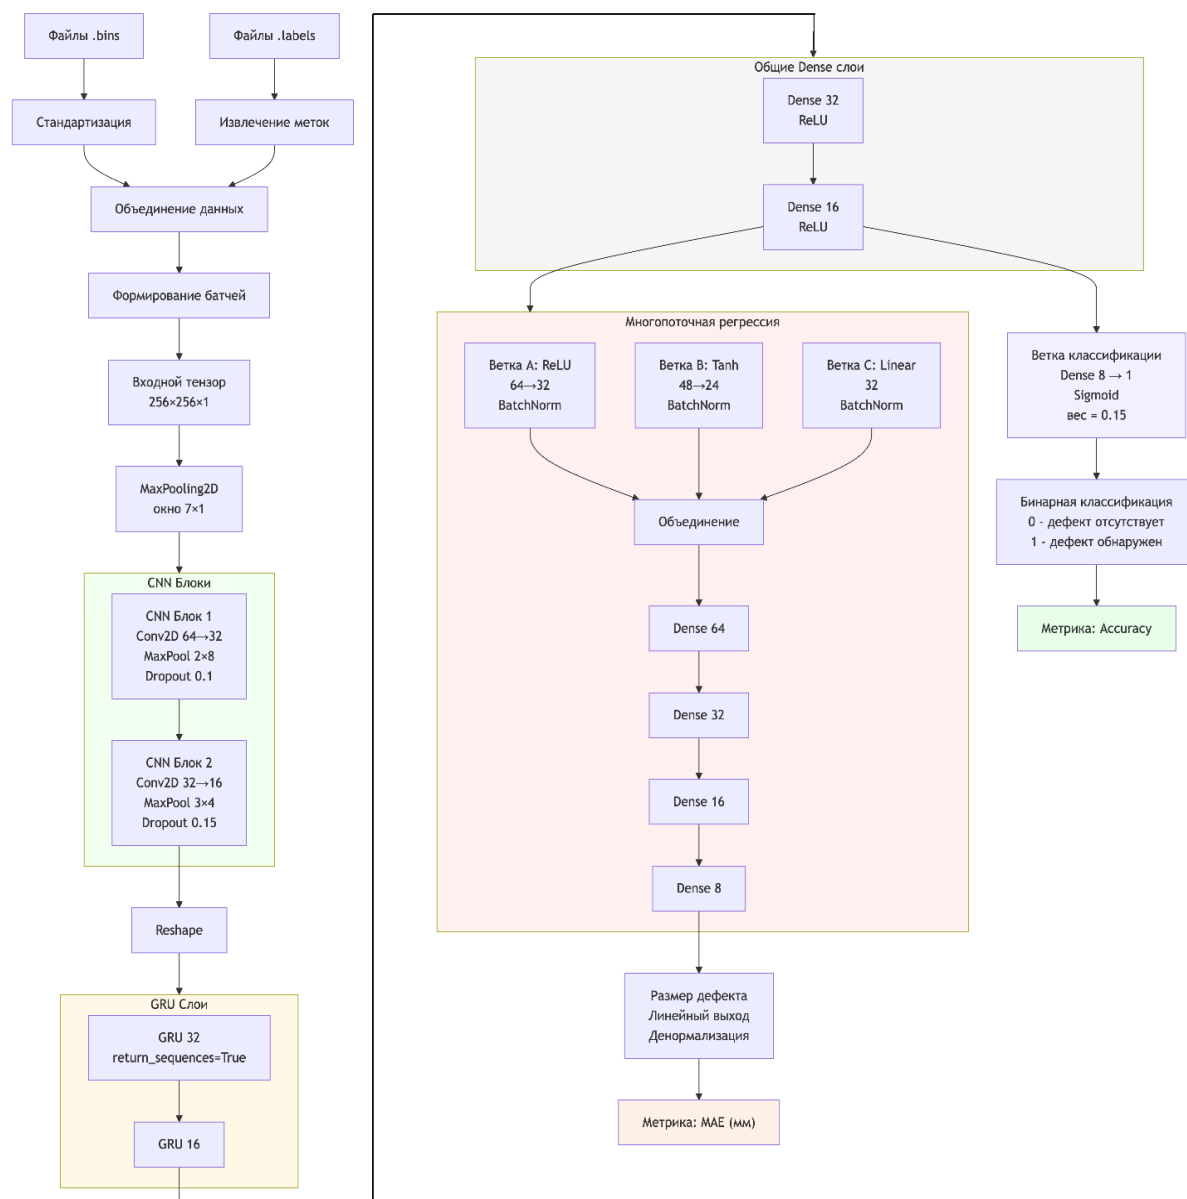 Файлы .bins
Файлы .labels
Стандартизация
Извлечение меток
Объединение данных
Формирование батчей
Входной тензор
256×256×1
MaxPooling2D
окно 7×1
CNN Блоки
CNN Блок 1
Conv2D 64→32
MaxPool 2×8
Dropout 0.1
CNN Блок 2
Conv2D 32→16
MaxPool 3×4
Dropout 0.15
Reshape
GRU Слои
GRU 32
return_sequences=True
GRU 16
Общие Dense слои
Dense 32
ReLU
Dense 16
ReLU
Многопоточная регрессия
Ветка A: ReLU
64→32
BatchNorm
Ветка B: Tanh
48→24
BatchNorm
Ветка C: Linear
32
BatchNorm
Объединение
Dense 64
Dense 32
Dense 16
Dense 8
Размер дефекта
Линейный выход
Денормализация
Метрика: MAE (мм)
Ветка классификации
Dense 8 → 1
Sigmoid
вес = 0.15
Бинарная классификация
0 - дефект отсутствует
1 - дефект обнаружен
Метрика: Accuracy